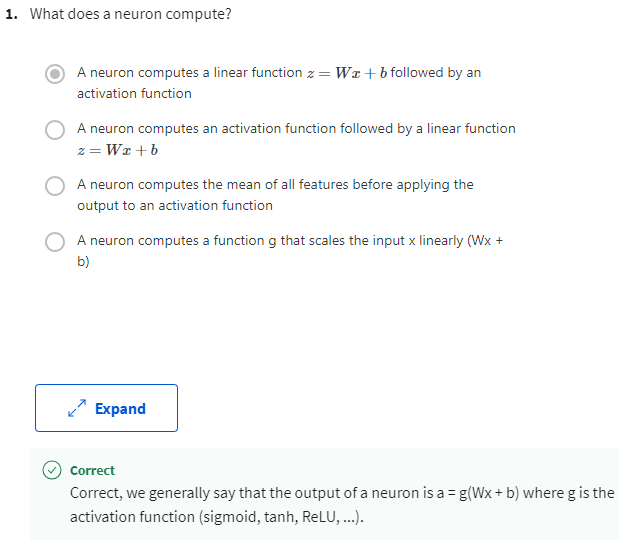 1. What does a neuron compute?
A neuron computes a linear function z = Wx + b followed by an
activation function
A neuron computes an activation function followed by a linear function
z = Wx + b
A neuron computes the mean of all features before applying the
output to an activation function
A neuron computes a function g that scales the input x linearly (Wx +
b)
Expand
Correct
Correct, we generally say that the output of a neuron is a = g(Wx + b) where g is the
activation function (sigmoid, tanh, ReLU, ...).